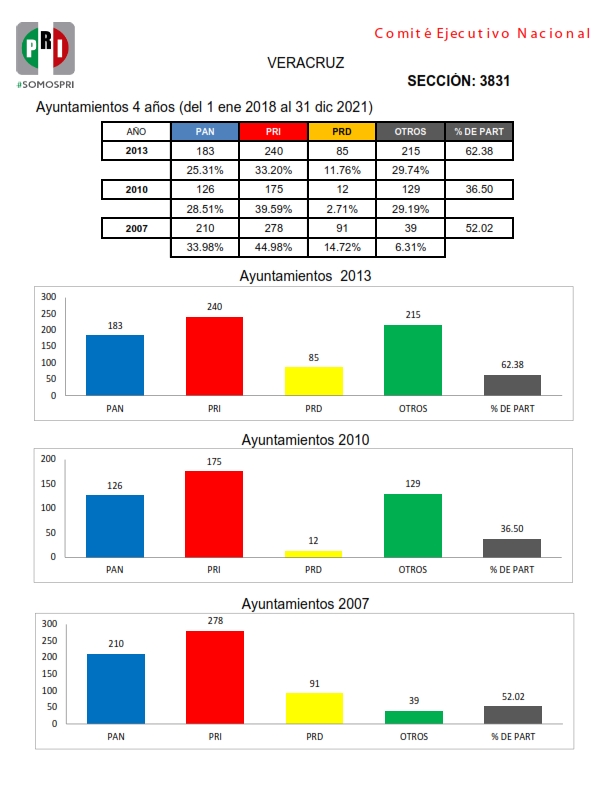 Comité Ejecutivo Nacional
PRI
#SOMOSPRI
VERACRUZ
SECCIÓN: 3831
Ayuntamientos 4 años (del 1 ene 2018 al 31 dic 2021)
AÑO PAN PRI PRD OTROS % DE PART
2013 183 240 85 215 62.38
25.31% 33.20% 11.76% 29.74%
2010 126 175 12 129 36.50
28.51% 39.59% 2.71% 29.19%
2007 210 278 91 39 52.02
33.98% 44.98% 14.72% 6.31%
Ayuntamientos 2013
300
250
200
150
100
50
0
183 240 85 215 62.38
PAN PRI PRD OTROS % DE PART
Ayuntamientos 2010
200
150
100
50
0
126 175 12 129 36.50
PAN PRI PRD OTROS % DE PART
Ayuntamientos 2007
300
250
200
150
100
50
0
210 278 91 39 52.02
PAN PRI PRD OTROS % DE PART